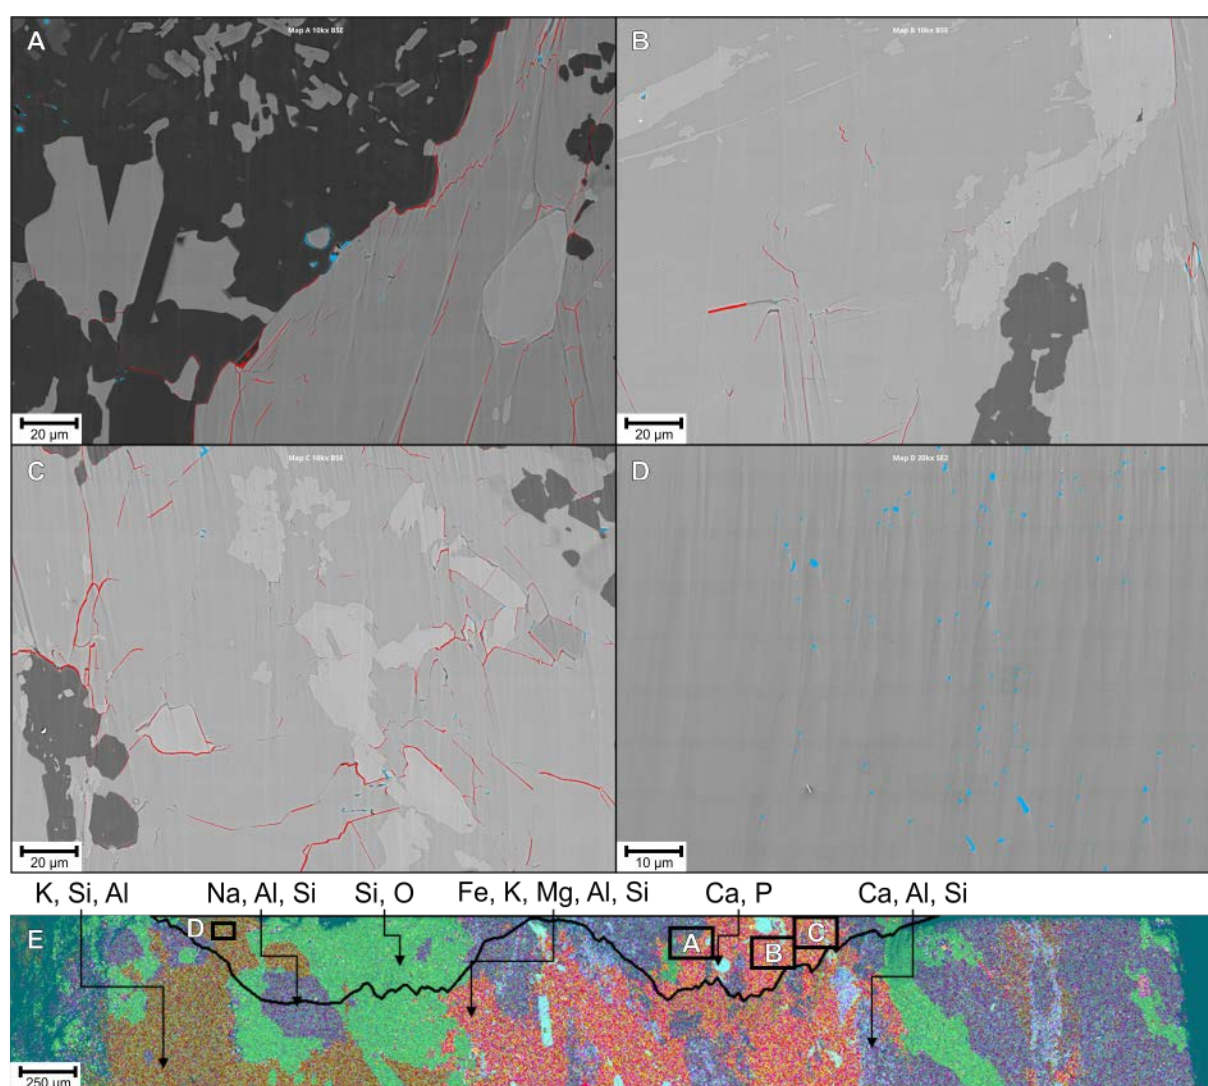 A
Map A 10kx BSE
B
Map B 10kx BSE
20 µm
20 µm
C
Map C 10kx BSE
D
Map D 20kx SE2
20 µm
10 µm
K, Si, Al
Na, Al, Si
Si, O
Fe, K, Mg, Al, Si
Ca, P
Ca, Al, Si
E
D
A
B
C
250 µm